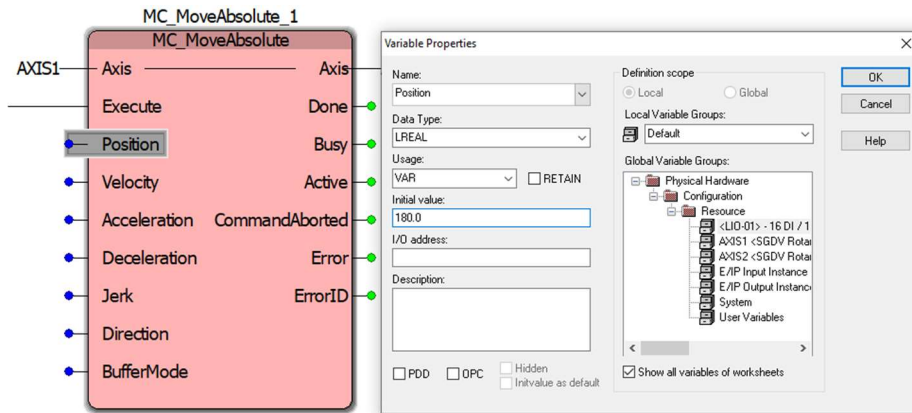 MC_MoveAbsolute_1
MC_MoveAbsolute
AXIS1
Axis
Axis
Execute
Done
Position
Busy
Velocity
Active
Acceleration
CommandAborted
Deceleration
Error
Jerk
ErrorID
Direction
BufferMode
Variable Properties
Name:
Position
Data Type:
LREAL
Usage:
VAR
RETAIN
Initial value:
180.0
I/O address:
Description:
PDD
OPC
Hidden
Initvalue as default
Definition scope
Local
Global
Local Variable Groups:
Default
Global Variable Groups:
Physical Hardware
Configuration
Resource
<LIO-01> - 16 DI / 1
AXIS1 <SGDV Rotar
AXIS2 <SGDV Rotar
E/IP Input Instance
E/IP Output Instanc
System
User Variables
Show all variables of worksheets
OK
Cancel
Help